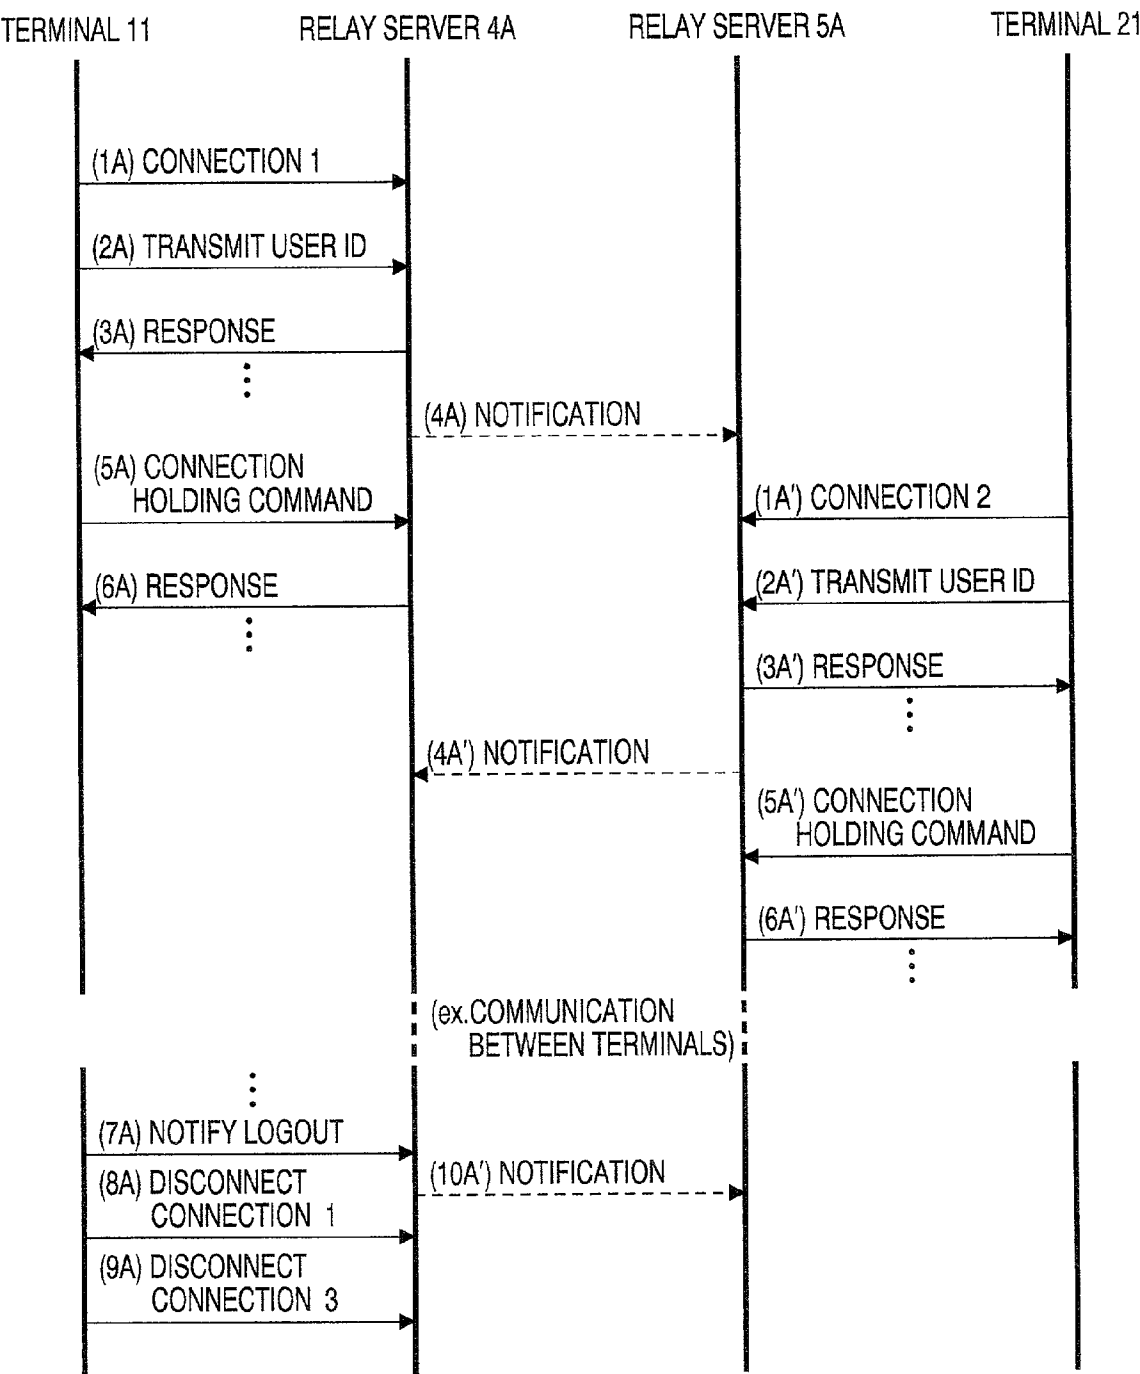 TERMINAL 11 RELAY SERVER 4A RELAY SERVER 5A TERMINAL 21
(1A) CONNECTION 1
(2A) TRANSMIT USER ID
(3A) RESPONSE
(4A) NOTIFICATION
(5A) CONNECTION
HOLDING COMMAND
(1A') CONNECTION 2
(6A) RESPONSE
(2A') TRANSMIT USER ID
(3A') RESPONSE
(4A') NOTIFICATION
(5A') CONNECTION
HOLDING COMMAND
(6A') RESPONSE
(ex.COMMUNICATION
BETWEEN TERMINALS)
(7A) NOTIFY LOGOUT
(10A') NOTIFICATION
(8A) DISCONNECT
CONNECTION 1
(9A) DISCONNECT
CONNECTION 3